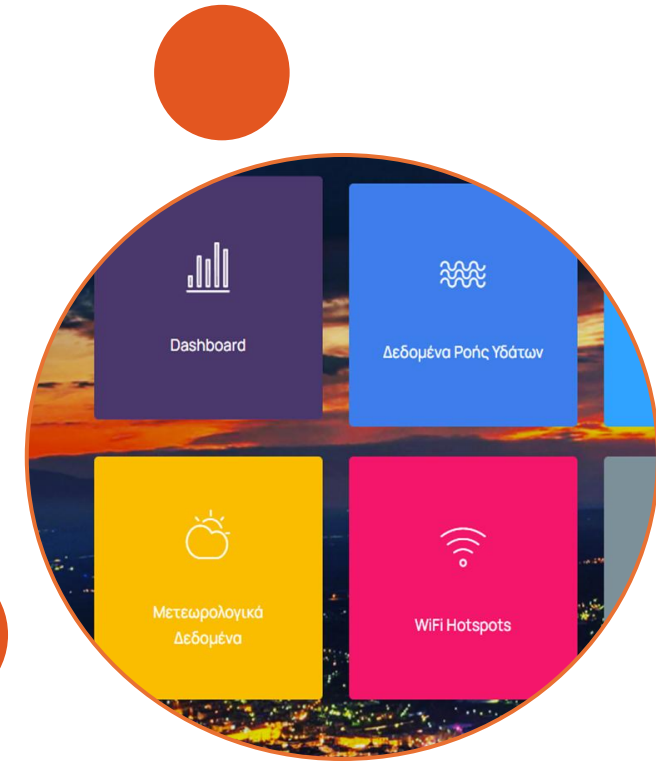 Dashboard
Δεδομένα Ροής Υδάτων
Μετεωρολογικά
Δεδομένα
WiFi Hotspots